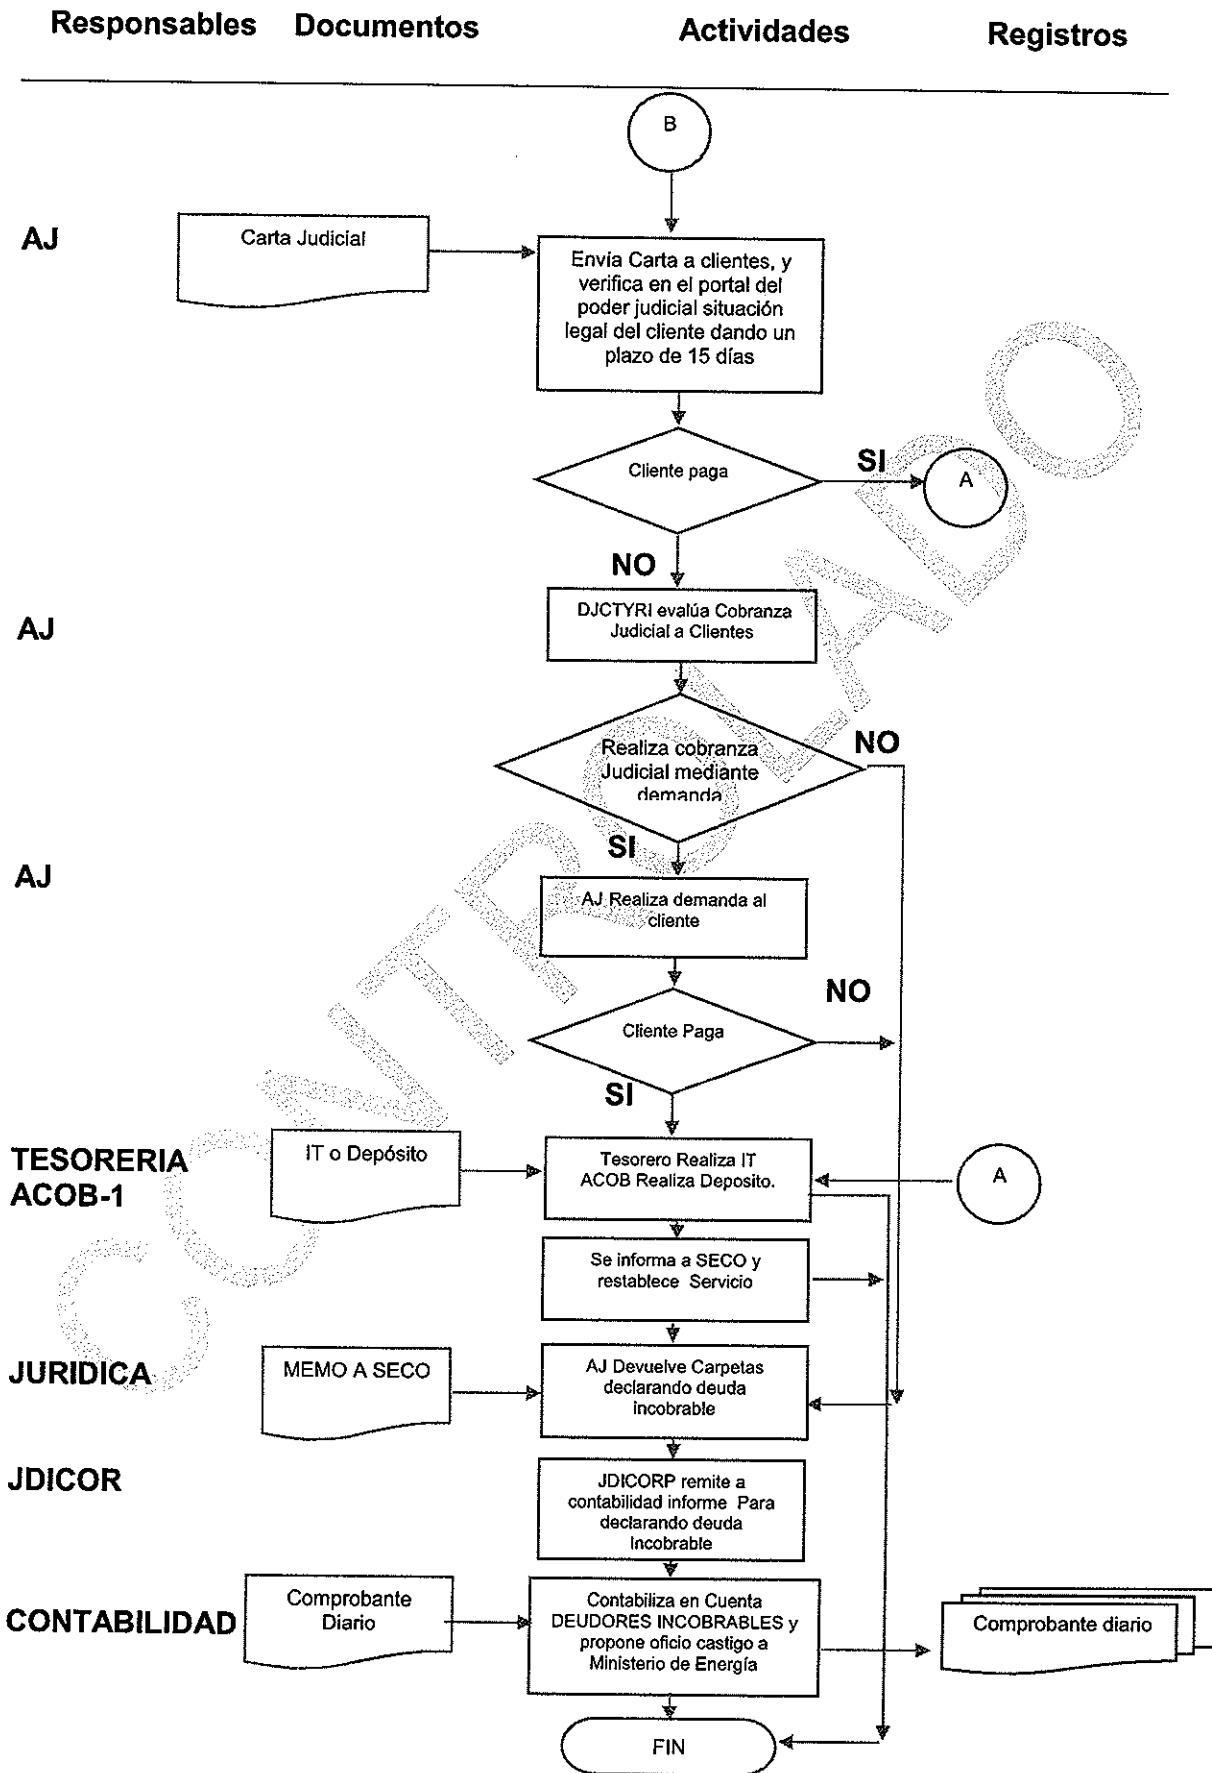 Responsables Documentos Actividades Registros
B
AJ
Carta Judicial
Envía Carta a clientes, y
verifica en el portal del
poder judicial situación
legal del cliente dando un
plazo de 15 días
Cliente paga
SI
A
NO
AJ
DJCTYRI evalúa Cobranza
Judicial a Clientes
Realiza cobranza
Judicial mediante
demanda
NO
SI
AJ
AJ Realiza demanda al
cliente
Cliente Paga
NO
SI
TESORERIA
ACOB-1
IT o Depósito
Tesorero Realiza IT
ACOB Realiza Deposito.
A
Se informa a SECO y
restablece Servicio
JURIDICA
MEMO A SECO
AJ Devuelve Carpetas
declarando deuda
incobrable
JDICOR
JDICORP remite a
contabilidad informe Para
declarando deuda
Incobrable
CONTABILIDAD
Comprobante
Diario
Contabiliza en Cuenta
DEUDORES INCOBRABLES y
propone oficio castigo a
Ministerio de Energía
Comprobante diario
FIN
CONTROLADO